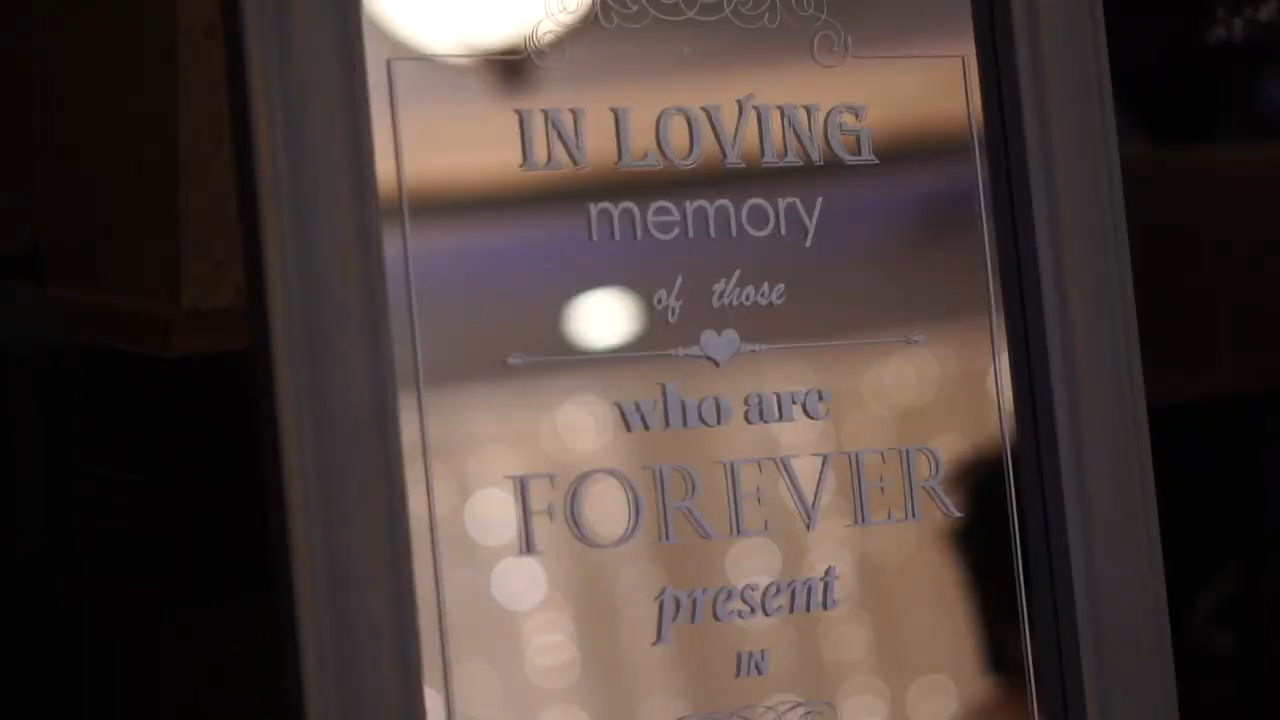 IN LOVING
memory
of those
who are
FOREVER
present
IN